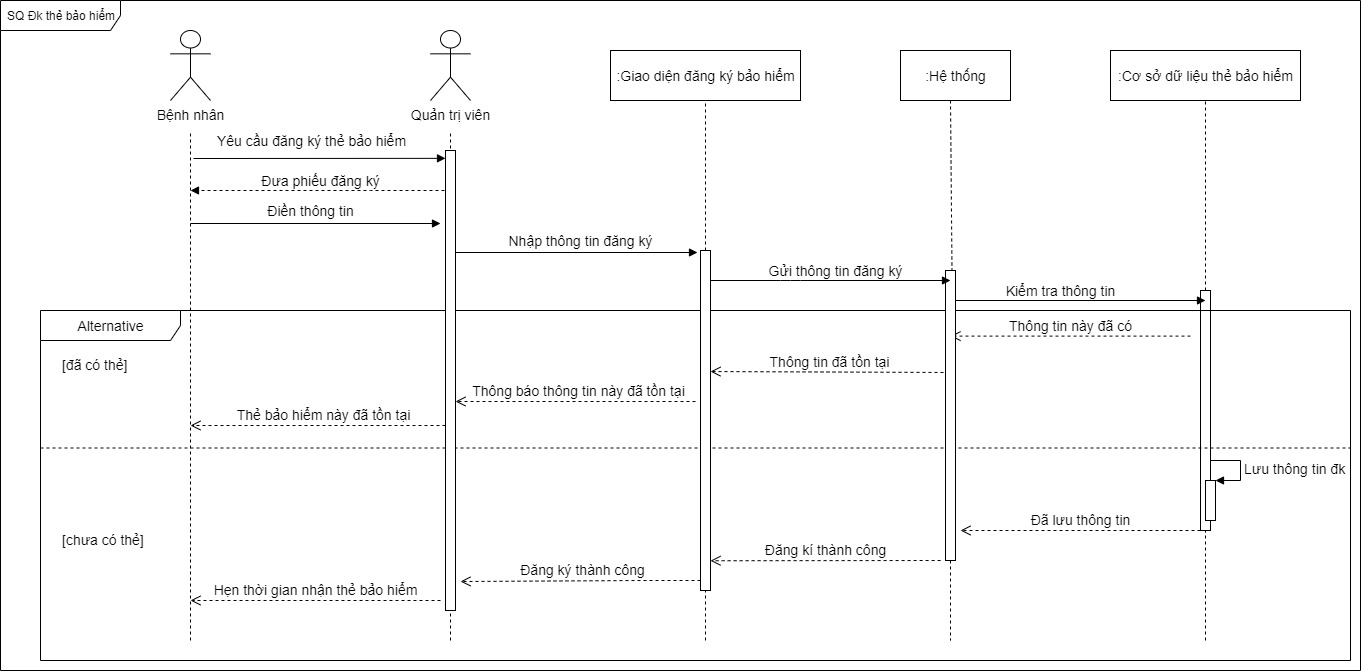 SQ Đk thẻ bảo hiểm
Bệnh nhân
Quản trị viên
:Giao diện đăng ký bảo hiểm
:Hệ thống
:Cơ sở dữ liệu thẻ bảo hiểm
Yêu cầu đăng ký thẻ bảo hiểm
Đưa phiếu đăng ký
Điền thông tin
Nhập thông tin đăng ký
Gửi thông tin đăng ký
Kiểm tra thông tin
Alternative
Thông tin này đã có
[đã có thẻ]
Thông tin đã tồn tại
Thông báo thông tin này đã tồn tại
Thẻ bảo hiểm này đã tồn tại
Lưu thông tin đk
Đã lưu thông tin
[chưa có thẻ]
Đăng kí thành công
Đăng ký thành công
Hẹn thời gian nhận thẻ bảo hiểm